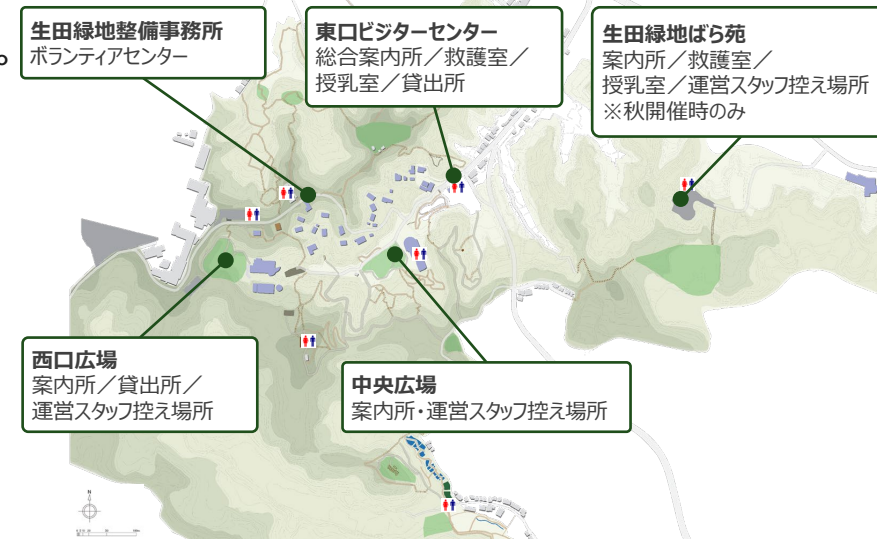 。
生田緑地整備事務所
ボランティアセンター
東口ビジターセンター
総合案内所／救護室／
授乳室／貸出所
生田緑地ばら苑
案内所／救護室／
授乳室／運営スタッフ控え場所
※秋開催時のみ
西口広場
案内所／貸出所／
運営スタッフ控え場所
中央広場
案内所・運営スタッフ控え場所
N